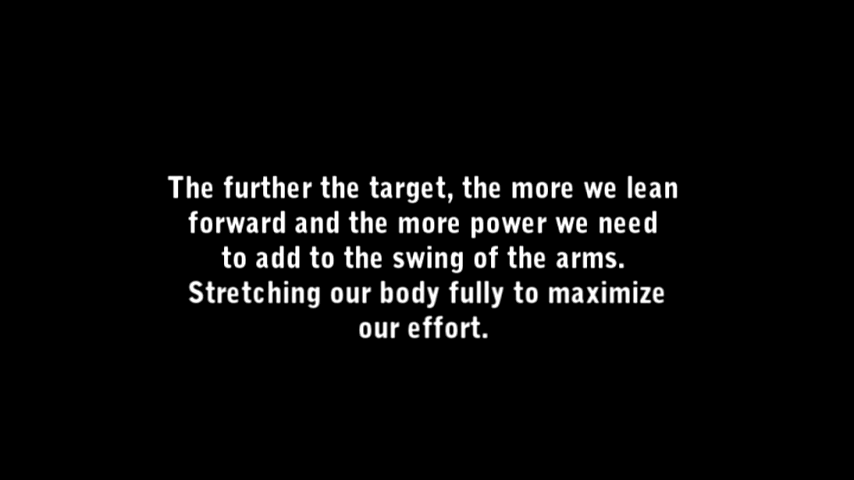 The further the target, the more we lean
forward and the more power we need
to add to the swing of the arms.
Stretching our body fully to maximize
our effort.